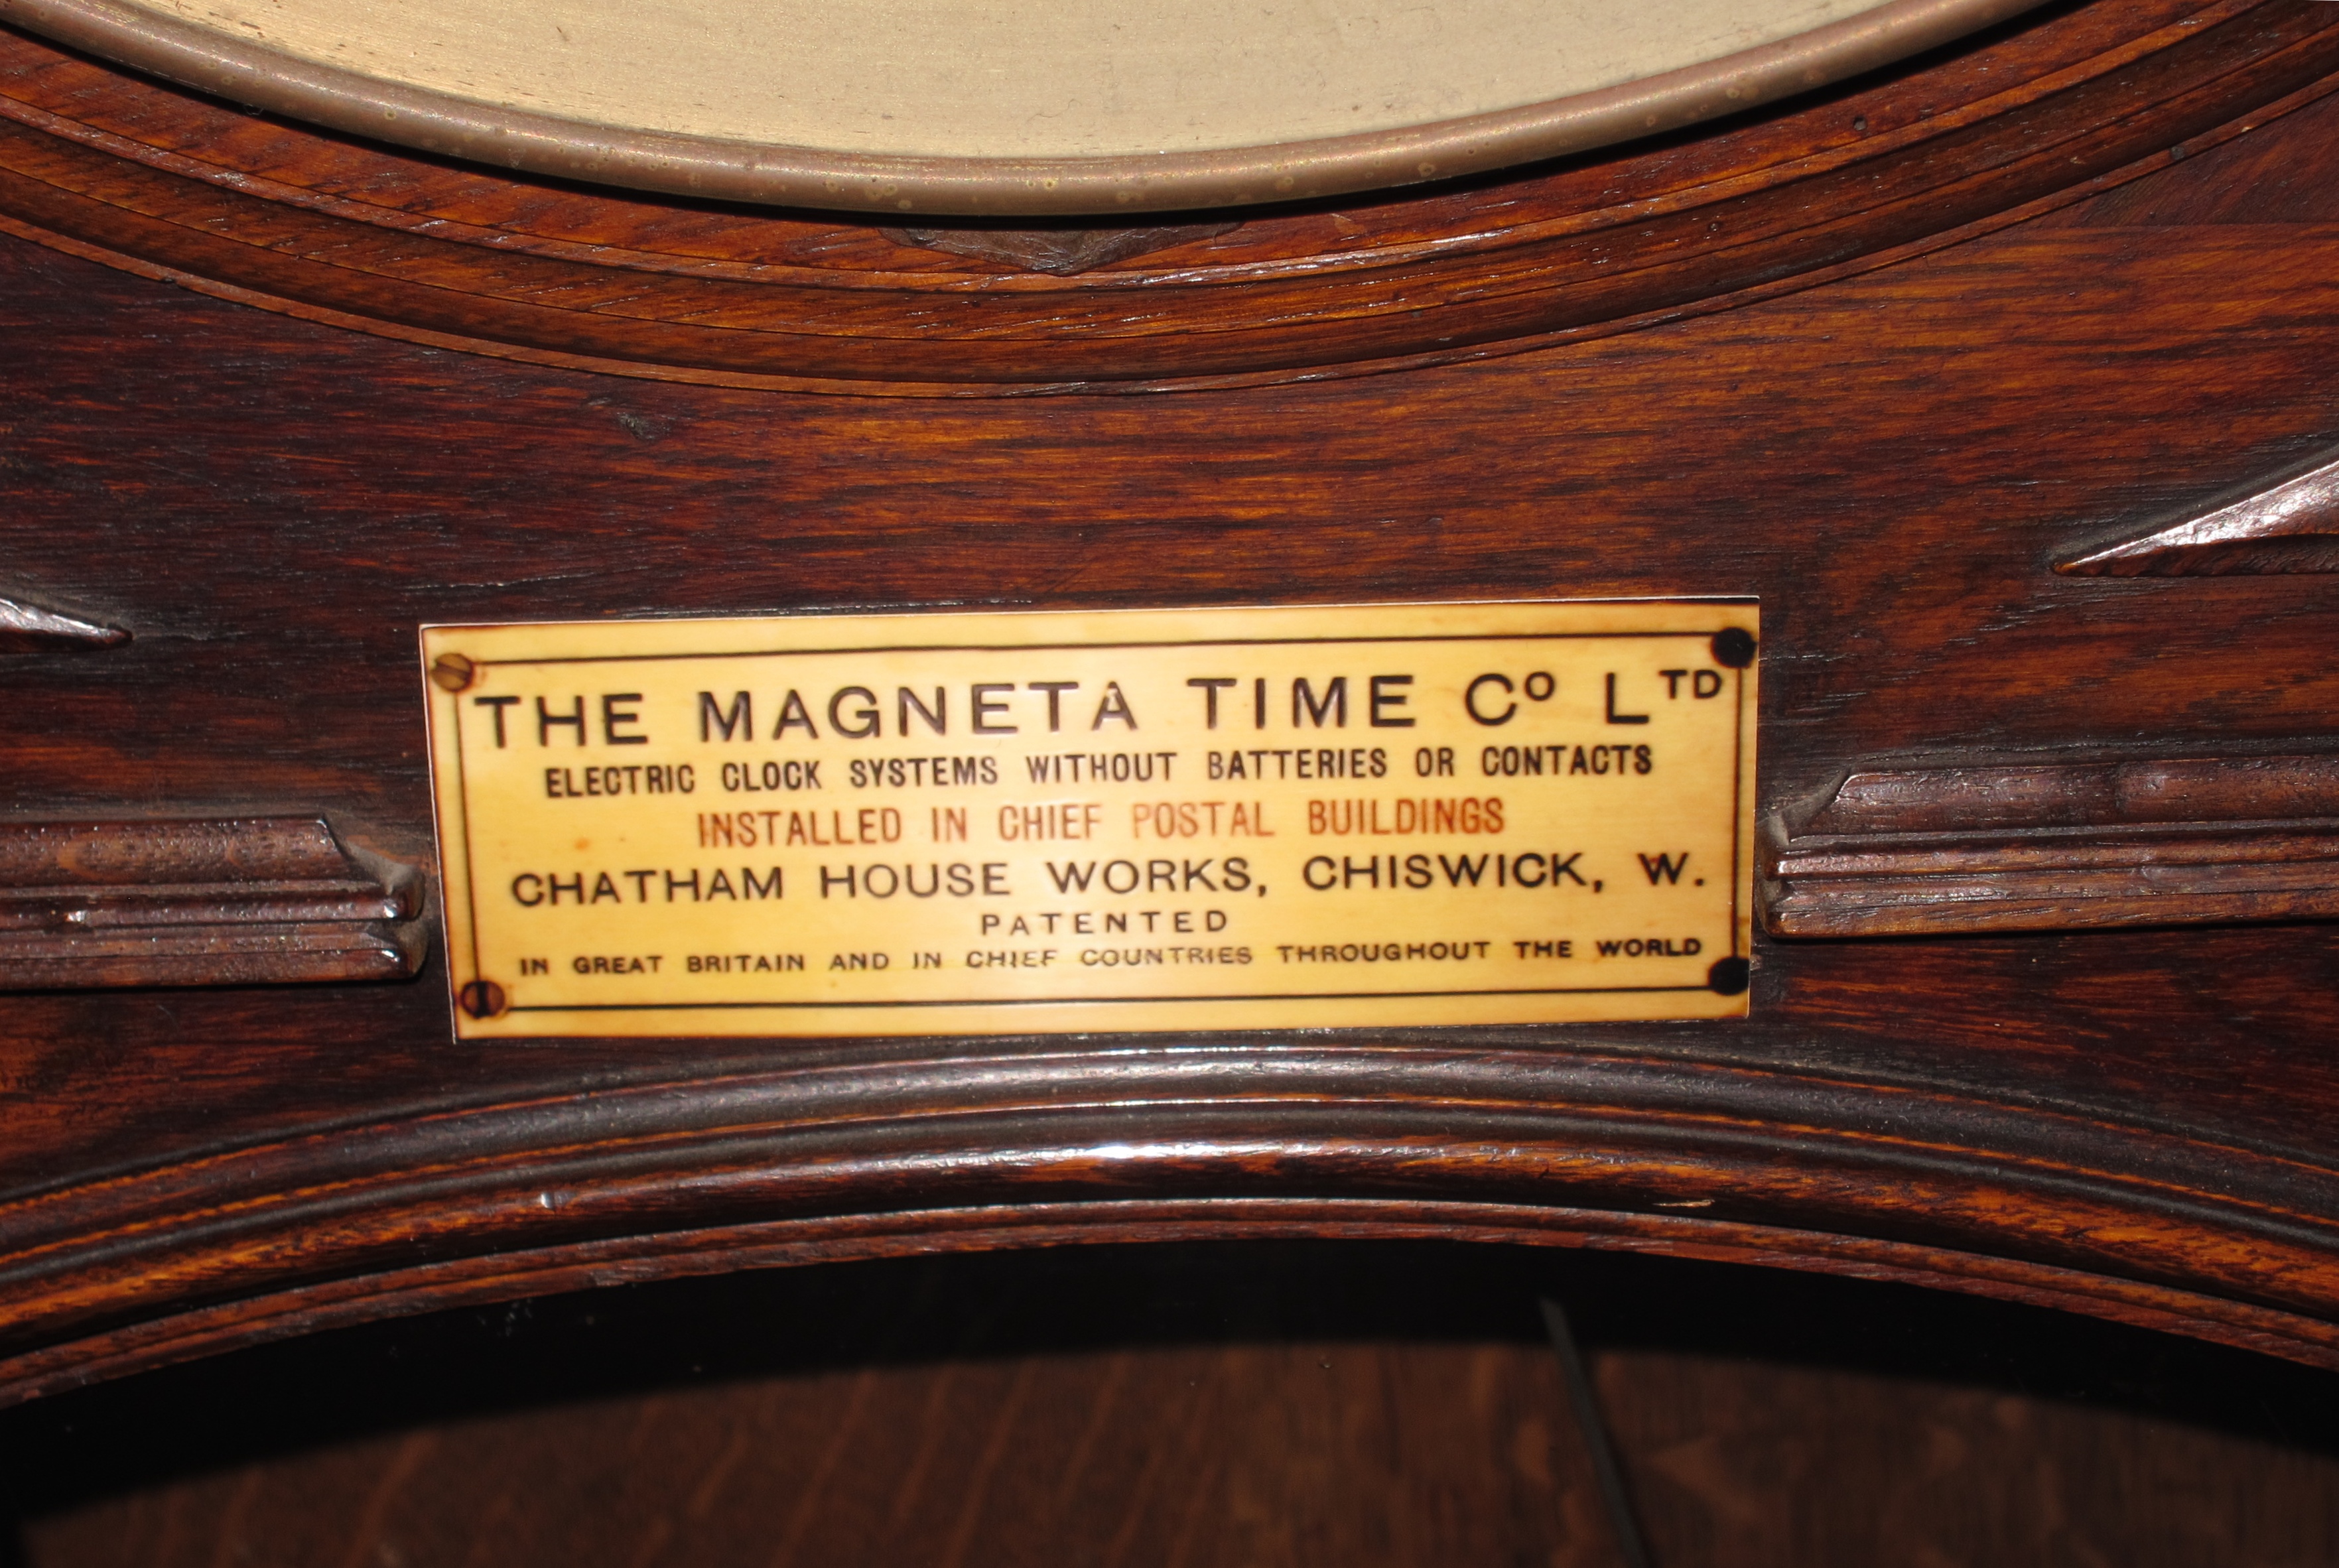 THE MAGNETA TIME Cº LTD
ELECTRIC CLOCK SYSTEMS WITHOUT BATTERIES OR CONTACTS
INSTALLED IN CHIEF POSTAL BUILDINGS
CHATHAM HOUSE WORKS, CHISWICK, W.
PATENTED
IN GREAT BRITAIN AND IN CHIEF COUNTRIES THROUGHOUT THE WORLD